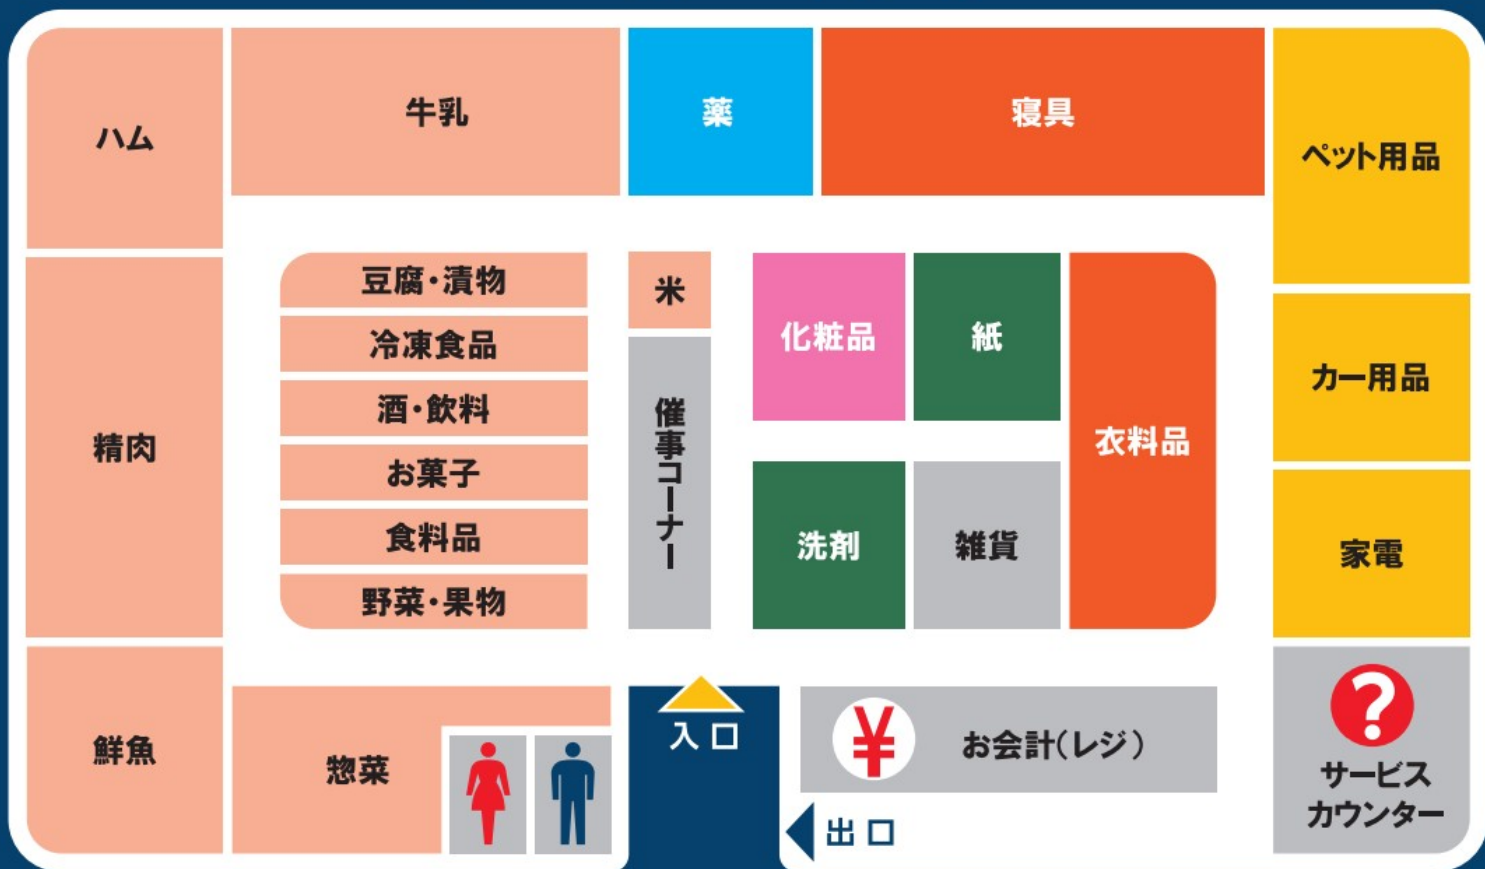 ハム
牛乳
薬
寝具
ペット用品
豆腐・漬物
冷凍食品
酒・飲料
お菓子
食料品
野菜・果物
米
催事コーナー
化粧品
紙
衣料品
洗剤
雑貨
カー用品
家電
精肉
鮮魚
惣菜
入口
¥
お会計(レジ)
出口
?
サービス
カウンター